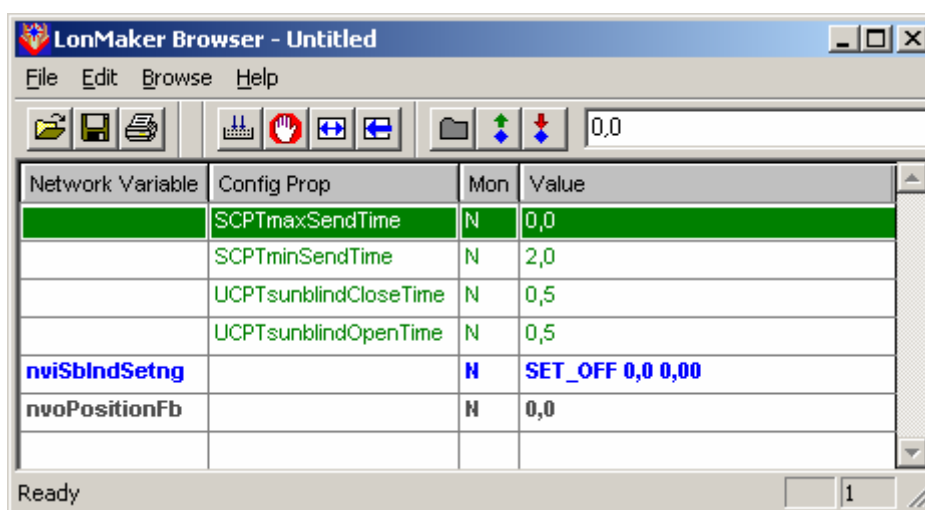 LonMaker Browser - Untitled
File Edit Browse Help
0,0
Network Variable Config Prop Mon Value
SCPTmaxSendTime N 0,0
SCPTminSendTime N 2,0
UCPTsunblindCloseTime N 0,5
UCPTsunblindOpenTime N 0,5
nviSblndSetng N SET_OFF 0,0 0,00
nvoPositionFb N 0,0
Ready 1